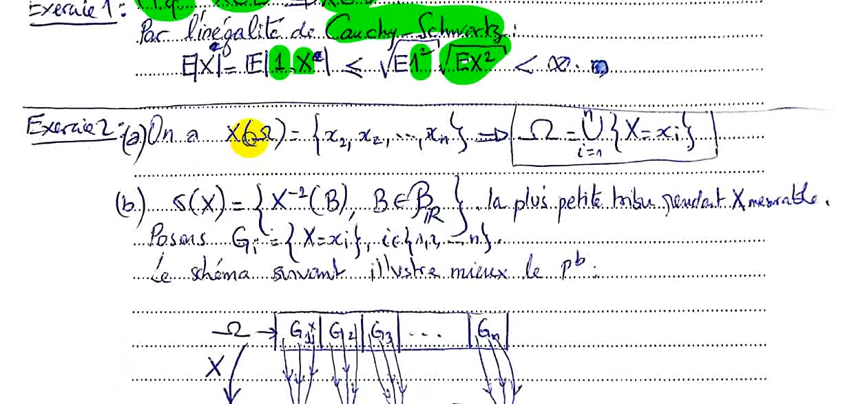 Exercice 1:
Par l'inégalité de Cauchy-Schwartz:
E|X| = E|1.X| ≤ √E1² √EX² < ∞.
Exercice 2: (a) On a X(Ω) = {x₁, x₂, ..., xₙ} ⟹ Ω = ⋃ⁿᵢ₌₁ {X = xᵢ}
(b) σ(X) = {X⁻¹(B), B ∈ B_ℝ}. la plus petite tribu rendant X mesurable.
Posons Gᵢ = {X = xᵢ}, i ∈ {1, 2, ... n}.
Le schéma suivant illustre mieux le pb:
Ω → G₁ G₂ G₃ ... Gₙ
X